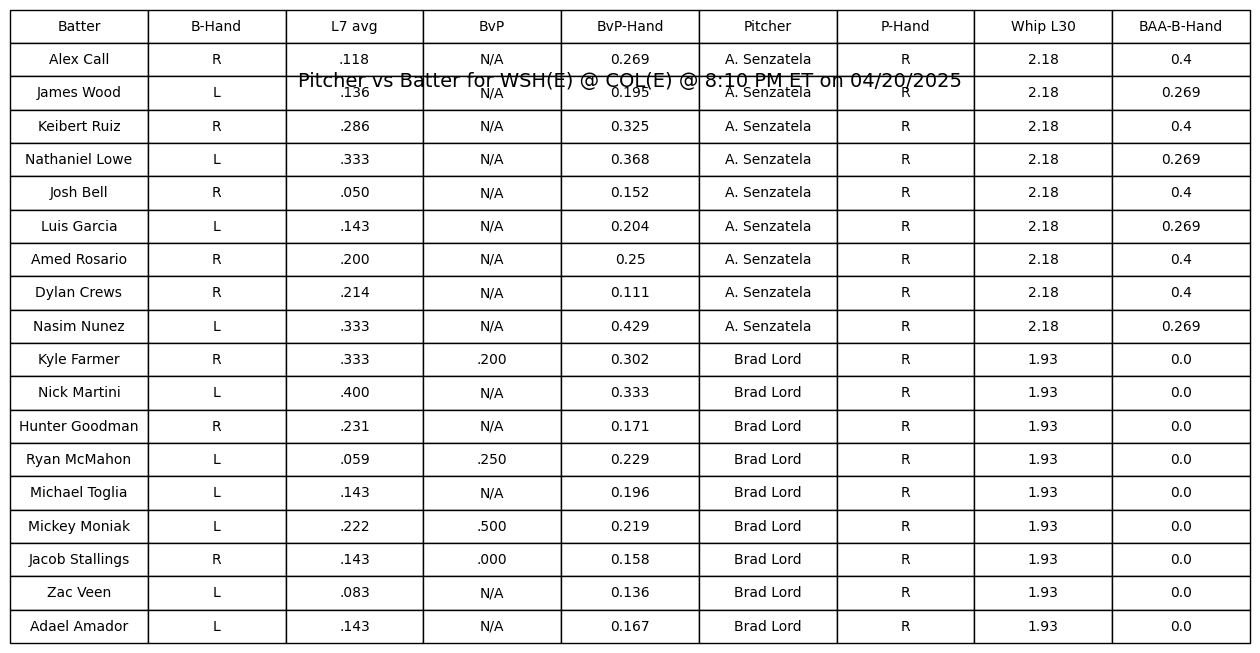 Batter B-Hand L7 avg BvP BvP-Hand Pitcher P-Hand Whip L30 BAA-B-Hand
Alex Call R .118 N/A 0.269 A. Senzatela R 2.18 0.4
Pitcher vs Batter for WSH(E) @ COL(E) @ 8:10 PM ET on 04/20/2025
James Wood L .136 N/A 0.195 A. Senzatela R 2.18 0.269
Keibert Ruiz R .286 N/A 0.325 A. Senzatela R 2.18 0.4
Nathaniel Lowe L .333 N/A 0.368 A. Senzatela R 2.18 0.269
Josh Bell R .050 N/A 0.152 A. Senzatela R 2.18 0.4
Luis Garcia L .143 N/A 0.204 A. Senzatela R 2.18 0.269
Amed Rosario R .200 N/A 0.25 A. Senzatela R 2.18 0.4
Dylan Crews R .214 N/A 0.111 A. Senzatela R 2.18 0.4
Nasim Nunez L .333 N/A 0.429 A. Senzatela R 2.18 0.269
Kyle Farmer R .333 .200 0.302 Brad Lord R 1.93 0.0
Nick Martini L .400 N/A 0.333 Brad Lord R 1.93 0.0
Hunter Goodman R .231 N/A 0.171 Brad Lord R 1.93 0.0
Ryan McMahon L .059 .250 0.229 Brad Lord R 1.93 0.0
Michael Toglia L .143 N/A 0.196 Brad Lord R 1.93 0.0
Mickey Moniak L .222 .500 0.219 Brad Lord R 1.93 0.0
Jacob Stallings R .143 .000 0.158 Brad Lord R 1.93 0.0
Zac Veen L .083 N/A 0.136 Brad Lord R 1.93 0.0
Adael Amador L .143 N/A 0.167 Brad Lord R 1.93 0.0